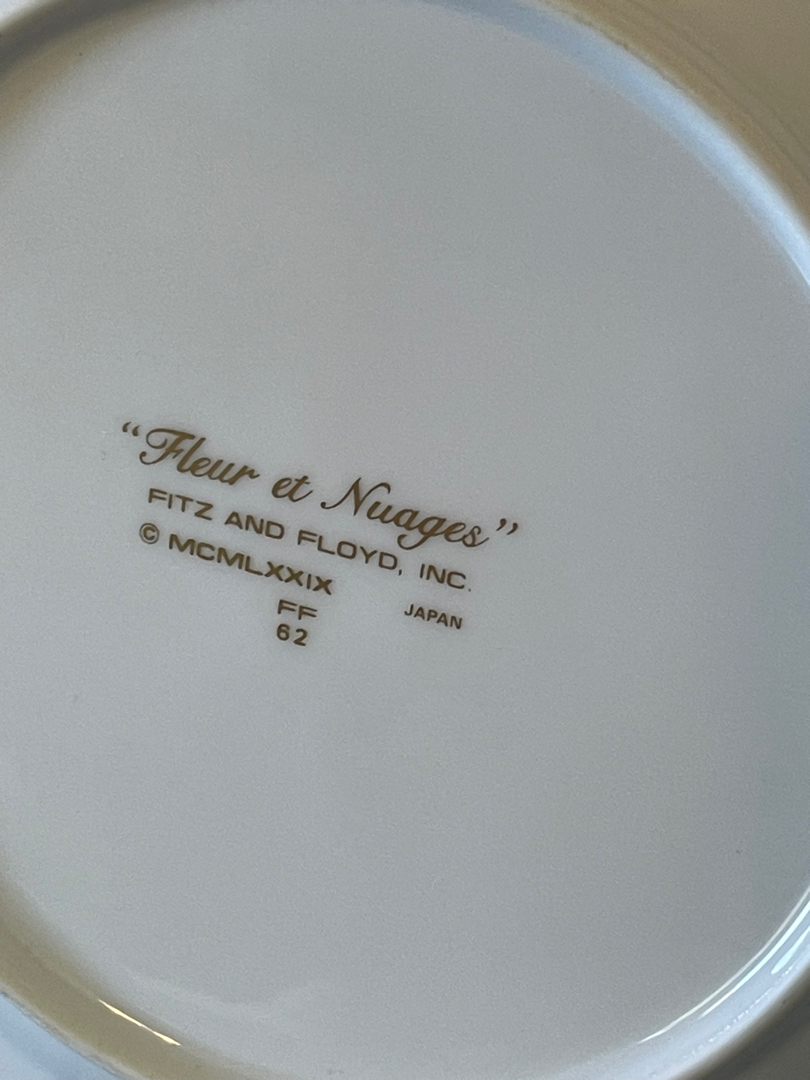 “Fleur et Nuages”
FITZ AND FLOYD, INC.
© MCMLXXIX
FF JAPAN
62